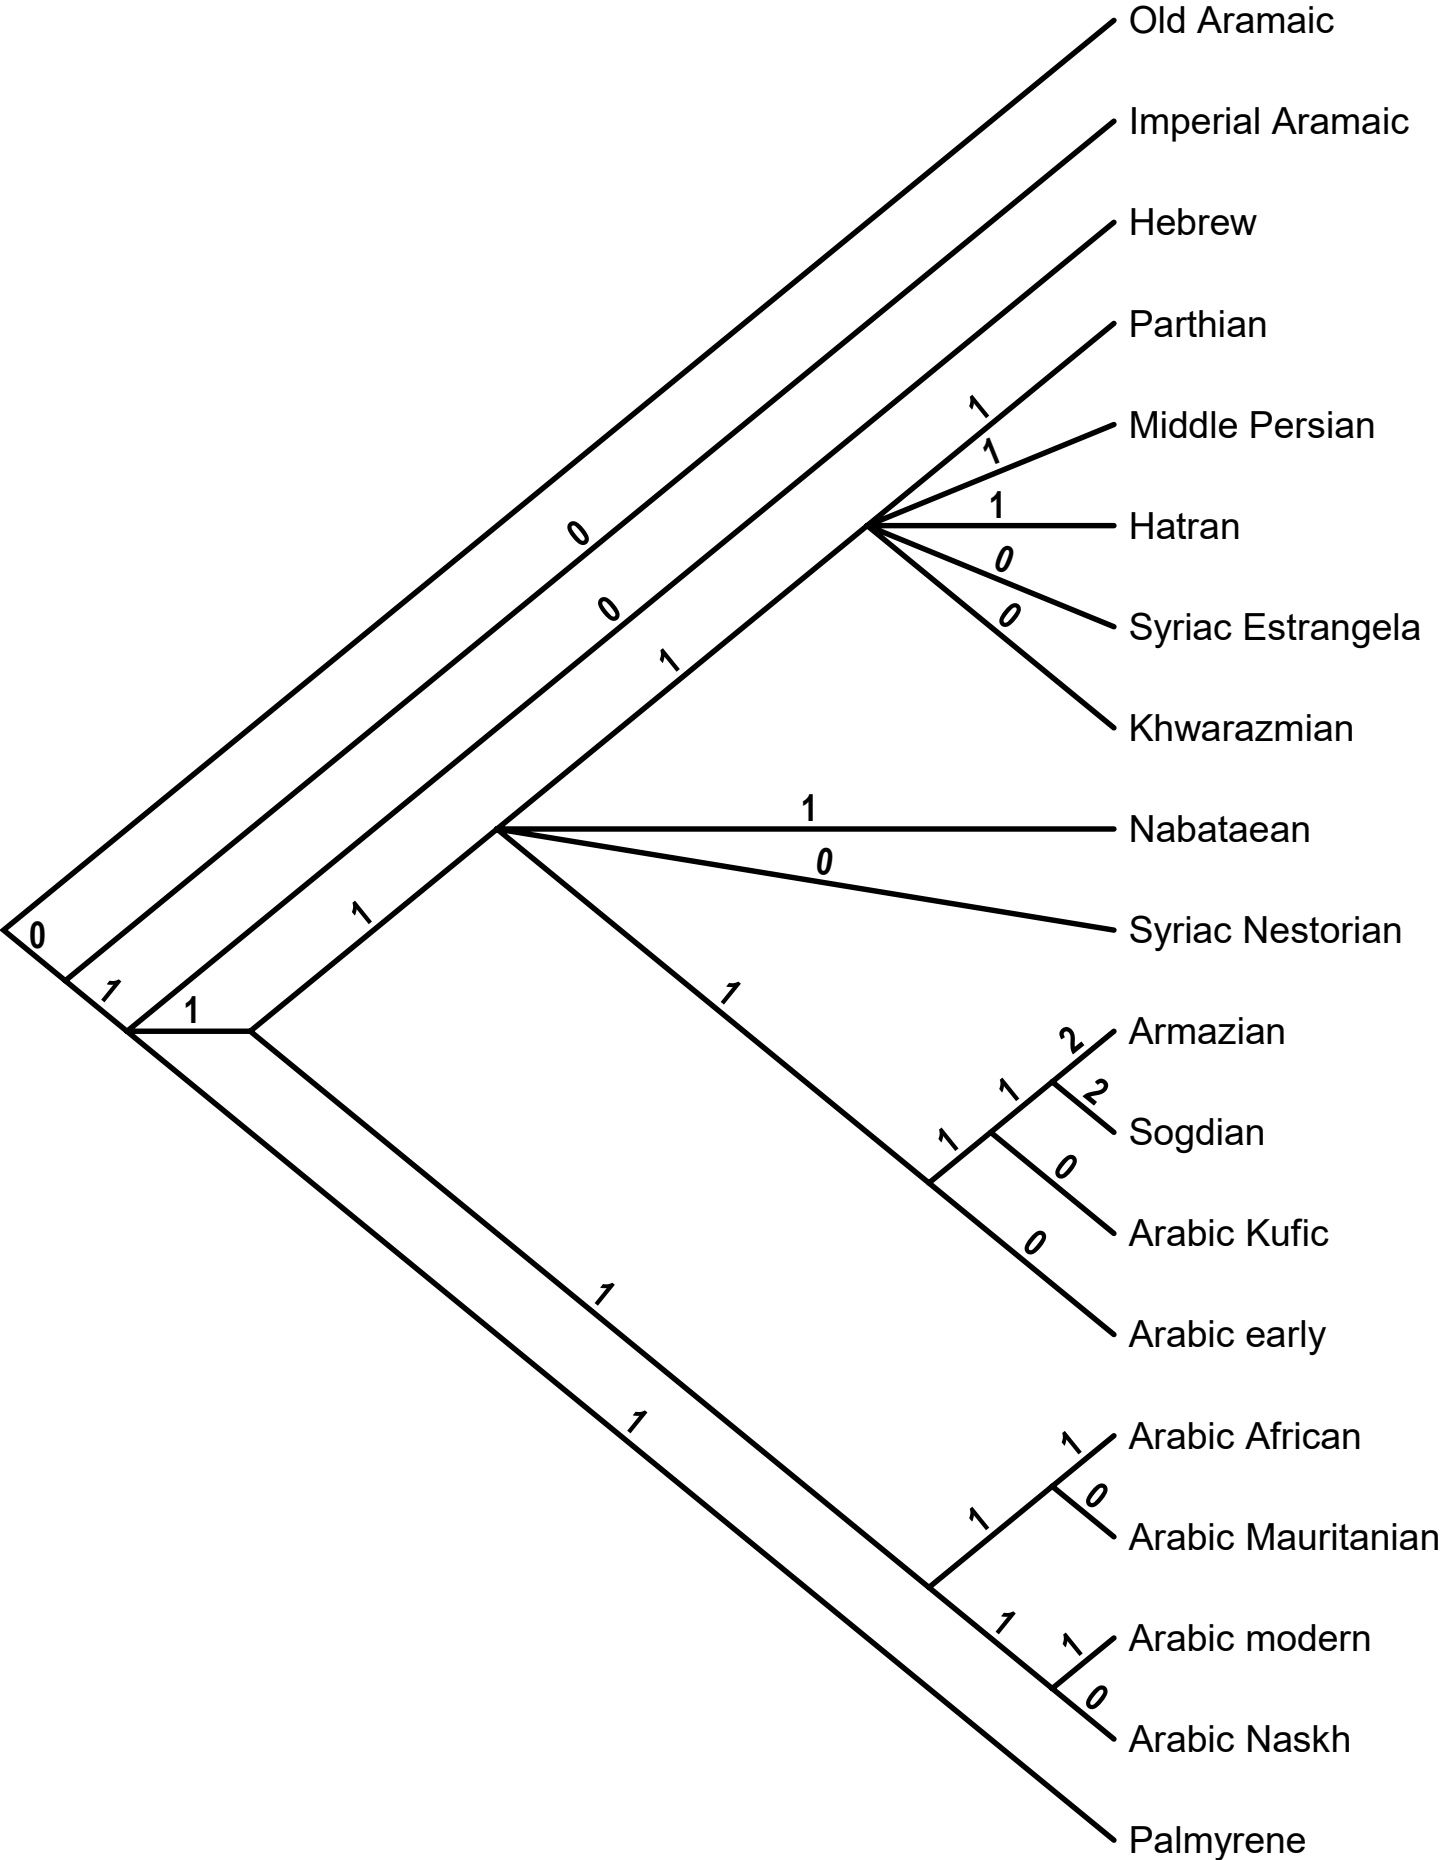 Old Aramaic
Imperial Aramaic
Hebrew
Parthian
1
Middle Persian
1
1
Hatran
0
0
0
Syriac Estrangela
0
0
1
Khwarazmian
1
Nabataean
0
1
Syriac Nestorian
0
1
1
1
2
Armazian
1
2
Sogdian
1
0
Arabic Kufic
0
1
Arabic early
1
1
Arabic African
0
1
Arabic Mauritanian
1
1
Arabic modern
0
Arabic Naskh
Palmyrene